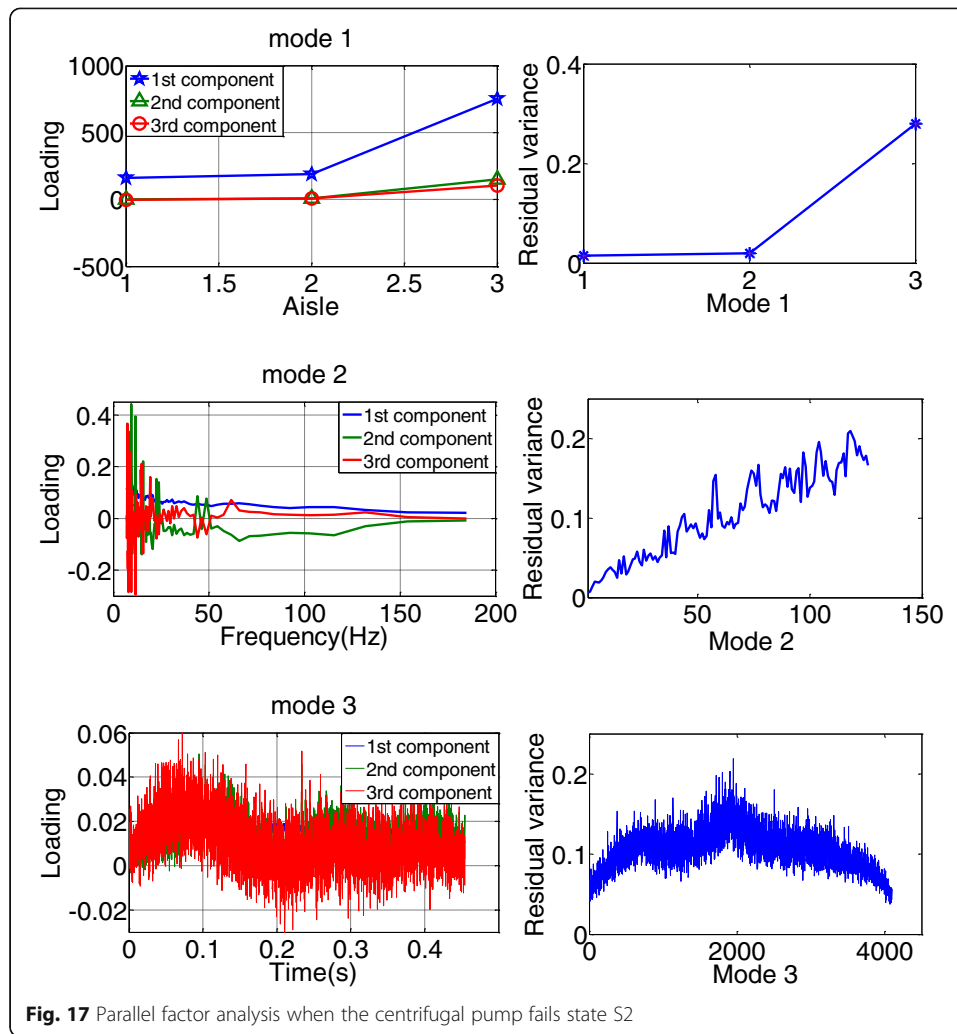 mode 1
1000
500
0
-500
Loading
1st component
2nd component
3rd component
1
1.5
2
2.5
3
Aisle
0.4
0.2
0
Residual variance
1
2
3
Mode 1
mode 2
0.4
0.2
0
-0.2
Loading
1st component
2nd component
3rd component
0
50
100
150
200
Frequency(Hz)
0.2
0.1
0
Residual variance
50
100
150
Mode 2
mode 3
0.06
0.04
0.02
0
-0.02
Loading
1st component
2nd component
3rd component
0
0.1
0.2
0.3
0.4
Time(s)
0.2
0.1
0
Residual variance
0
2000
4000
Mode 3
Fig. 17 Parallel factor analysis when the centrifugal pump fails state S2